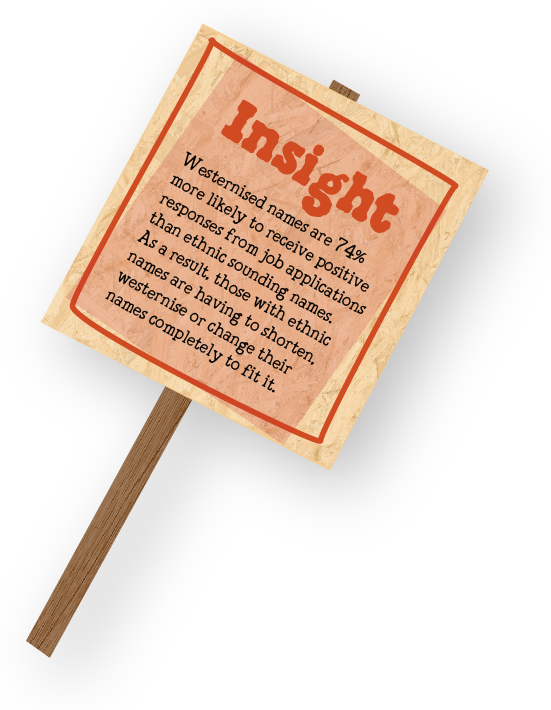 Insight
Westernised names are 74%
more likely to receive positive
responses from job applications
than ethnic sounding names.
As a result, those with ethnic
names are having to shorten,
westernise or change their
names completely to fit it.